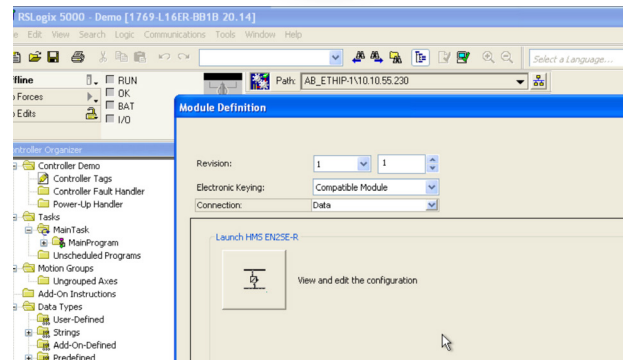 RSLogix 5000 - Demo [1769-L16ER-BB1B 20.14]
Edit View Search Logic Communications Tools Window Help
Select a Language...
RUN
Path: AB_ETHIP-1\10.10.55.230
Forces
OK
Edits
BAT
I/O
Module Definition
Revision: 1 1
Electronic Keying: Compatible Module
Connection: Data
Launch HMS EN2SE-R
View and edit the configuration
Controller Demo
Controller Tags
Controller Fault Handler
Power-Up Handler
Tasks
MainTask
MainProgram
Unscheduled Programs
Motion Groups
Ungrouped Axes
Add-On Instructions
Data Types
User-Defined
Strings
Add-On-Defined
Predefined